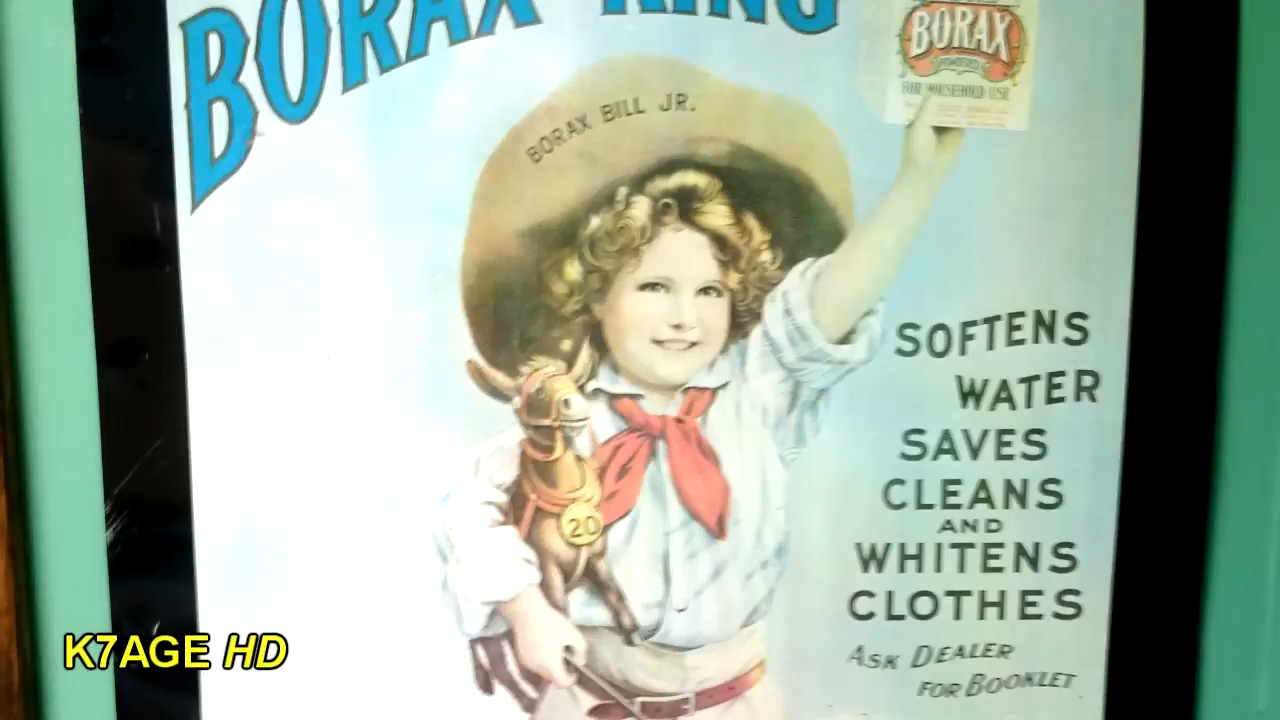 BORAX KING
BORAX
FOR HOUSEHOLD USE
BORAX BILL JR.
SOFTENS
WATER
SAVES
CLEANS
AND
WHITENS
CLOTHES
ASK DEALER
FOR BOOKLET
20
K7AGE HD